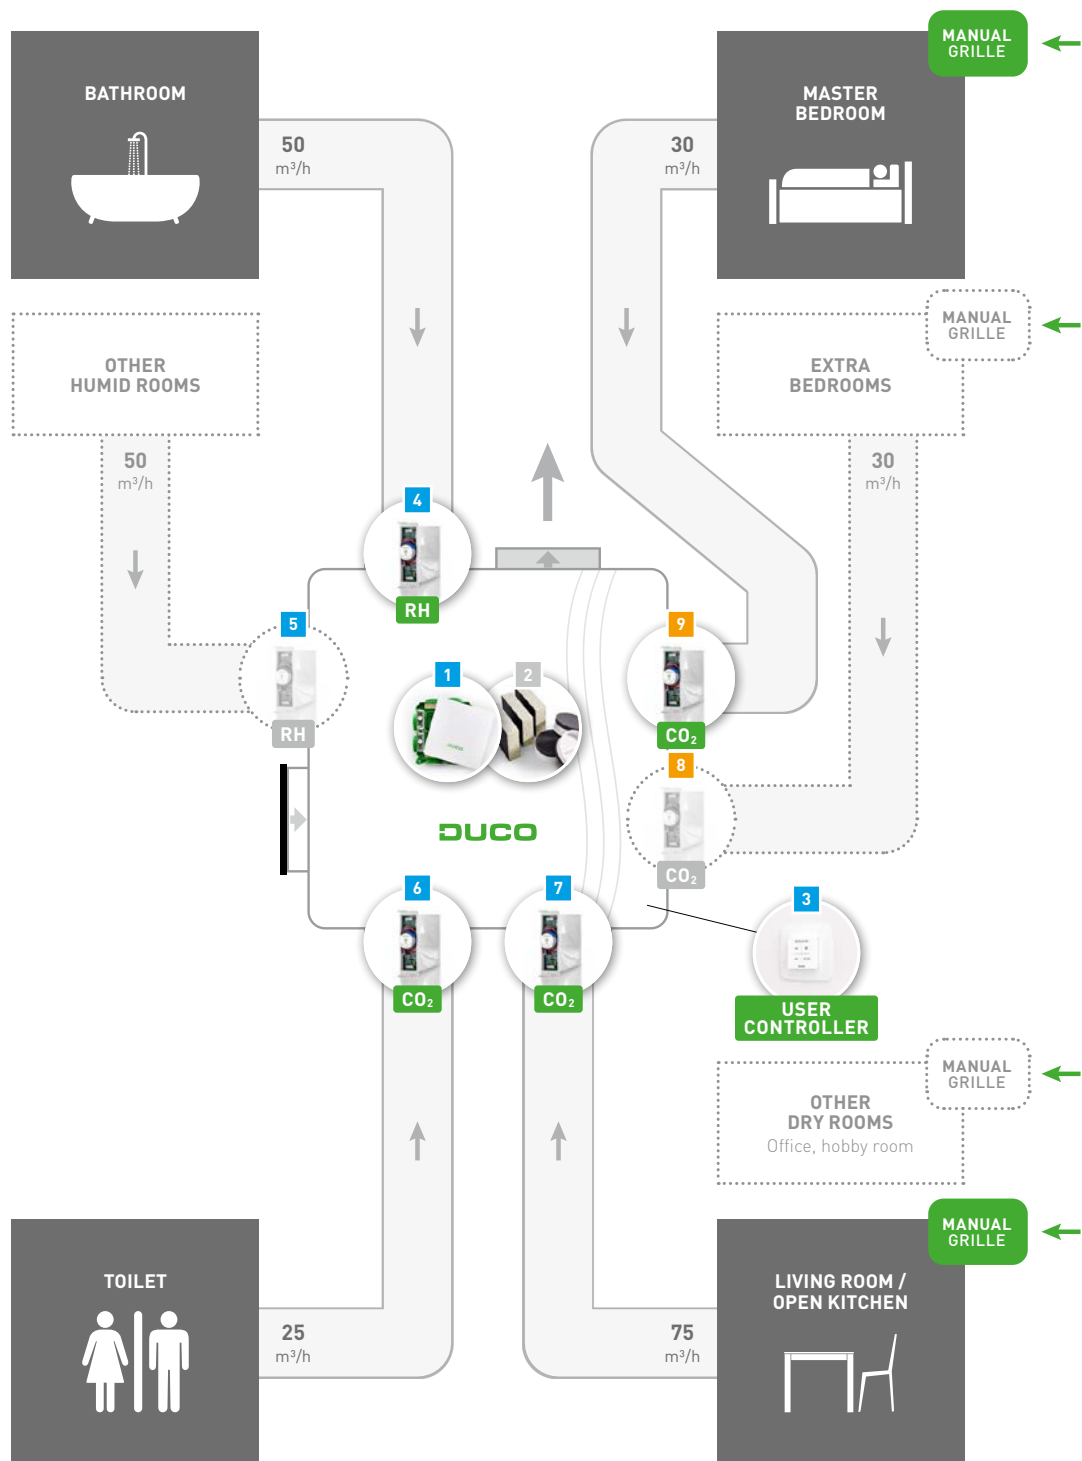 BATHROOM
50
m³/h
30
m³/h
MASTER
BEDROOM
MANUAL
GRILLE
OTHER
HUMID ROOMS
50
m³/h
EXTRA
BEDROOMS
MANUAL
GRILLE
30
m³/h
4
RH
5
RH
1
2
9
CO₂
8
CO₂
DUCO
6
CO₂
7
CO₂
3
USER
CONTROLLER
OTHER
DRY ROOMS
Office, hobby room
MANUAL
GRILLE
TOILET
25
m³/h
75
m³/h
LIVING ROOM /
OPEN KITCHEN
MANUAL
GRILLE